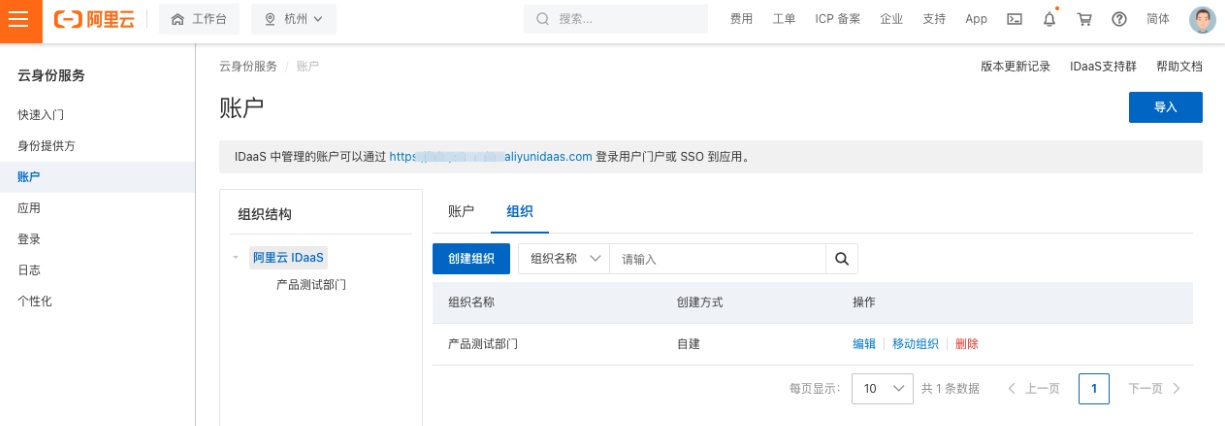 阿里云 工作台 杭州 搜索... 费用 工单 ICP 备案 企业 支持 App 简体
云身份服务
快速入门
身份提供方
账户
应用
登录
日志
个性化
云身份服务 / 账户 版本更新记录 IDaaS支持群 帮助文档
账户 导入
IDaaS 中管理的账户可以通过 https aliyunidaas.com 登录用户门户或 SSO 到应用。
组织结构
阿里云 IDaaS
产品测试部门
账户 组织
创建组织 组织名称 请输入
组织名称 创建方式 操作
产品测试部门 自建 编辑 移动组织 删除
每页显示: 10 共 1 条数据 上一页 1 下一页